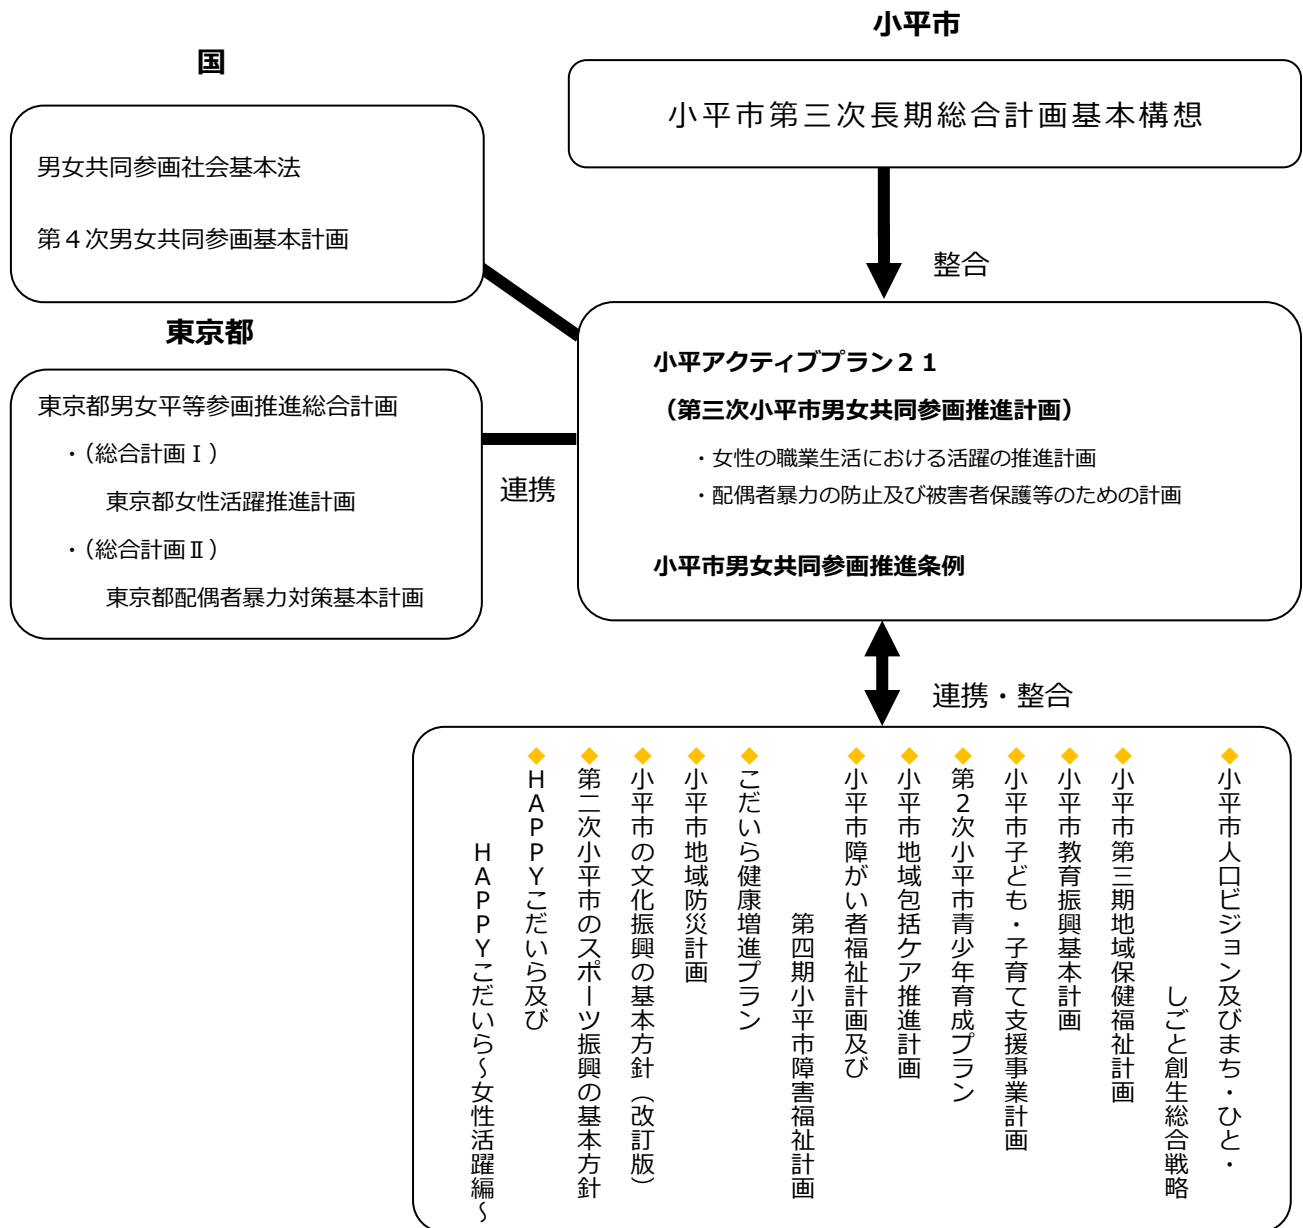 小平市
小平市第三次長期総合計画基本構想
国
男女共同参画社会基本法
第４次男女共同参画基本計画
整合
東京都
東京都男女平等参画推進総合計画
・（総合計画Ⅰ）
東京都女性活躍推進計画
・（総合計画Ⅱ）
東京都配偶者暴力対策基本計画
連携
小平アクティブプラン２１
（第三次小平市男女共同参画推進計画）
・女性の職業生活における活躍の推進計画
・配偶者暴力の防止及び被害者保護等のための計画
小平市男女共同参画推進条例
連携・整合
◆小平市人口ビジョン及びまち・ひと・
しごと創生総合戦略
◆小平市第三期地域保健福祉計画
◆小平市教育振興基本計画
◆小平市子ども・子育て支援事業計画
◆第２次小平市青少年育成プラン
◆小平市地域包括ケア推進計画
◆小平市障がい者福祉計画及び
第四期小平市障害福祉計画
◆こだいら健康増進プラン
◆小平市地域防災計画
◆小平市の文化振興の基本方針（改訂版）
◆第二次小平市のスポーツ振興の基本方針
◆ＨＡＰＰＹこだいら及び
ＨＡＰＰＹこだいら～女性活躍編～